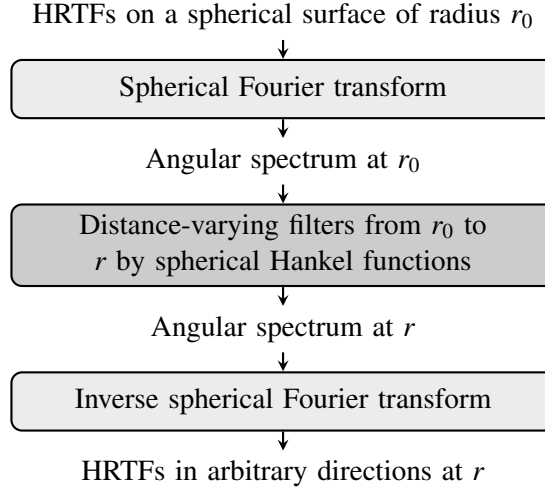 HRTFs on a spherical surface of radius r₀
Spherical Fourier transform
Angular spectrum at r₀
Distance-varying filters from r₀ to
r by spherical Hankel functions
Angular spectrum at r
Inverse spherical Fourier transform
HRTFs in arbitrary directions at r